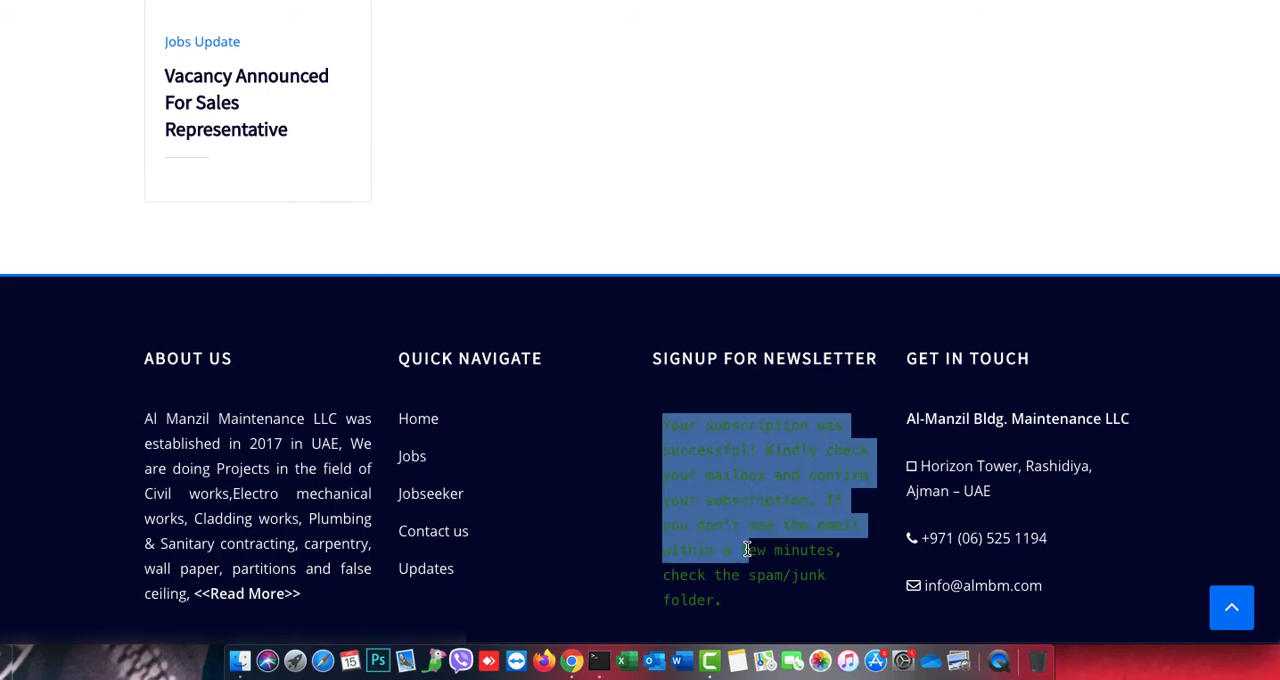 Jobs Update
Vacancy Announced
For Sales
Representative
ABOUT US
Al Manzil Maintenance LLC was
established in 2017 in UAE, We
are doing Projects in the field of
Civil works,Electro mechanical
works, Cladding works, Plumbing
& Sanitary contracting, carpentry,
wall paper, partitions and false
ceiling, <<Read More>>
QUICK NAVIGATE
Home
Jobs
Jobseeker
Contact us
Updates
SIGNUP FOR NEWSLETTER
Your subscription was
successful! Kindly check
your mailbox and confirm
your subscription. If
you don't see the email
within a few minutes,
check the spam/junk
folder.
GET IN TOUCH
Al-Manzil Bldg. Maintenance LLC
Horizon Tower, Rashidiya,
Ajman – UAE
+971 (06) 525 1194
info@almbm.com
15
Ps